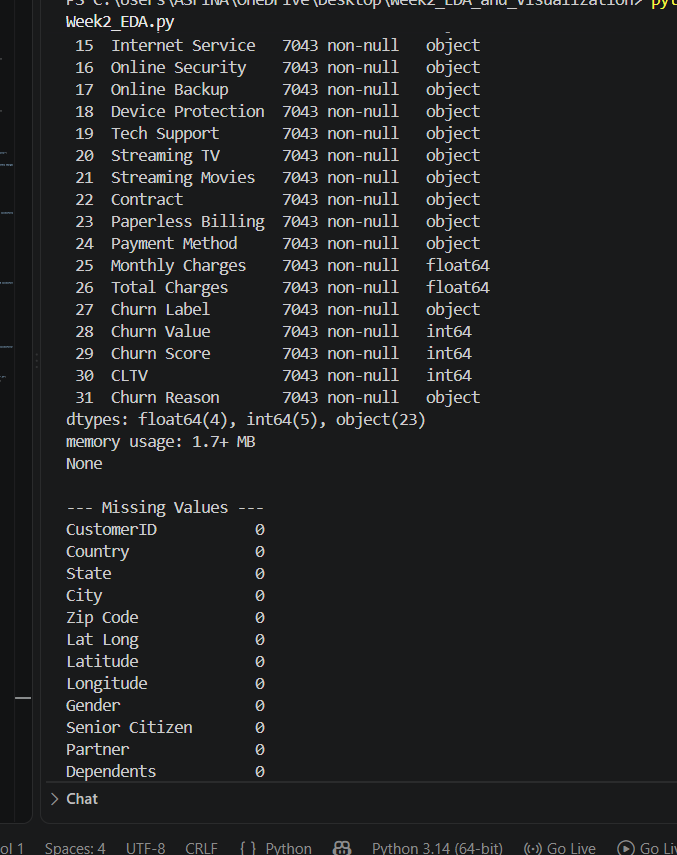 PS C:\Users\ASFINA\OneDrive\Desktop\Week2_EDA_and_Visualization>
Week2_EDA.py
15 Internet Service 7043 non-null object
16 Online Security 7043 non-null object
17 Online Backup 7043 non-null object
18 Device Protection 7043 non-null object
19 Tech Support 7043 non-null object
20 Streaming TV 7043 non-null object
21 Streaming Movies 7043 non-null object
22 Contract 7043 non-null object
23 Paperless Billing 7043 non-null object
24 Payment Method 7043 non-null object
25 Monthly Charges 7043 non-null float64
26 Total Charges 7043 non-null float64
27 Churn Label 7043 non-null object
28 Churn Value 7043 non-null int64
29 Churn Score 7043 non-null int64
30 CLTV 7043 non-null int64
31 Churn Reason 7043 non-null object
dtypes: float64(4), int64(5), object(23)
memory usage: 1.7+ MB
None
--- Missing Values ---
CustomerID 0
Country 0
State 0
City 0
Zip Code 0
Lat Long 0
Latitude 0
Longitude 0
Gender 0
Senior Citizen 0
Partner 0
Dependents 0
Chat
ol 1 Spaces: 4 UTF-8 CRLF { } Python Python 3.14 (64-bit) Go Live Go Li